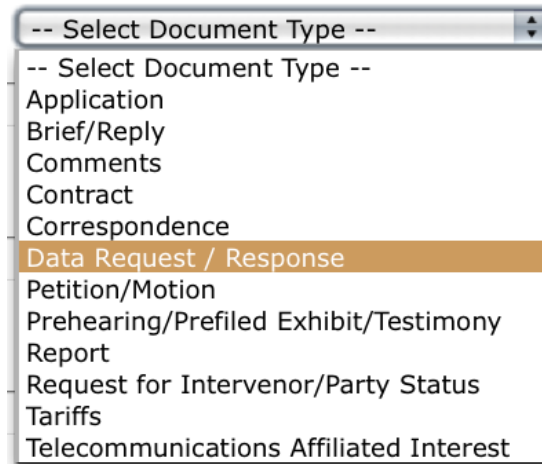 -- Select Document Type --
-- Select Document Type --
Application
Brief/Reply
Comments
Contract
Correspondence
Data Request / Response
Petition/Motion
Prehearing/Prefiled Exhibit/Testimony
Report
Request for Intervenor/Party Status
Tariffs
Telecommunications Affiliated Interest